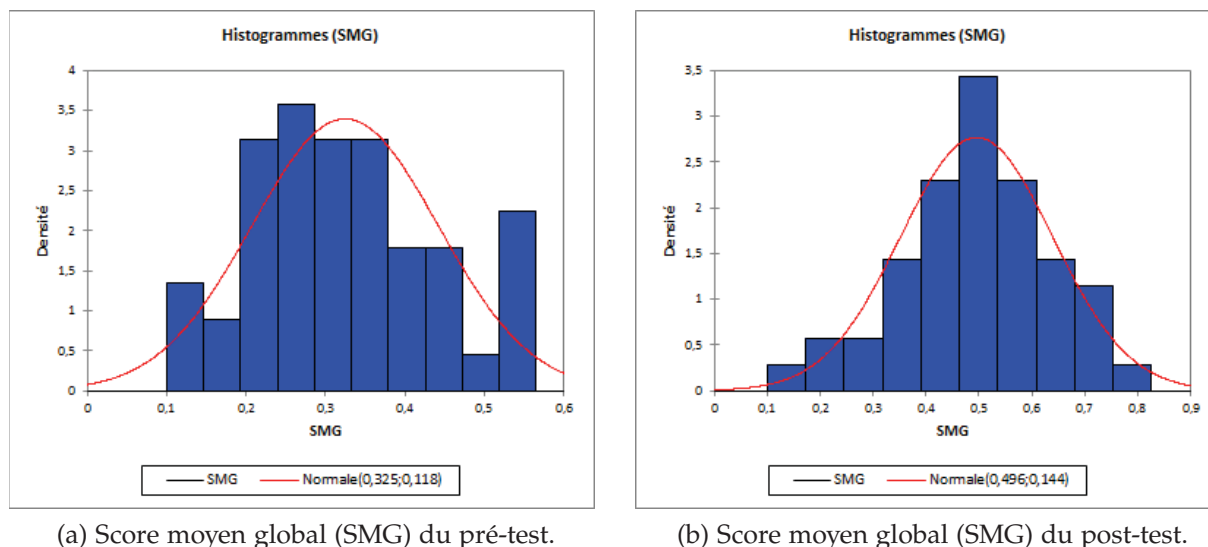 Histogrammes (SMG)
Densité
4
3,5
3
2,5
2
1,5
1
0,5
0
0 0,1 0,2 0,3 0,4 0,5 0,6
SMG
SMG Normale(0,325;0,118)
(a) Score moyen global (SMG) du pré-test.
Histogrammes (SMG)
Densité
3,5
3
2,5
2
1,5
1
0,5
0
0 0,1 0,2 0,3 0,4 0,5 0,6 0,7 0,8 0,9
SMG
SMG Normale(0,496;0,144)
(b) Score moyen global (SMG) du post-test.